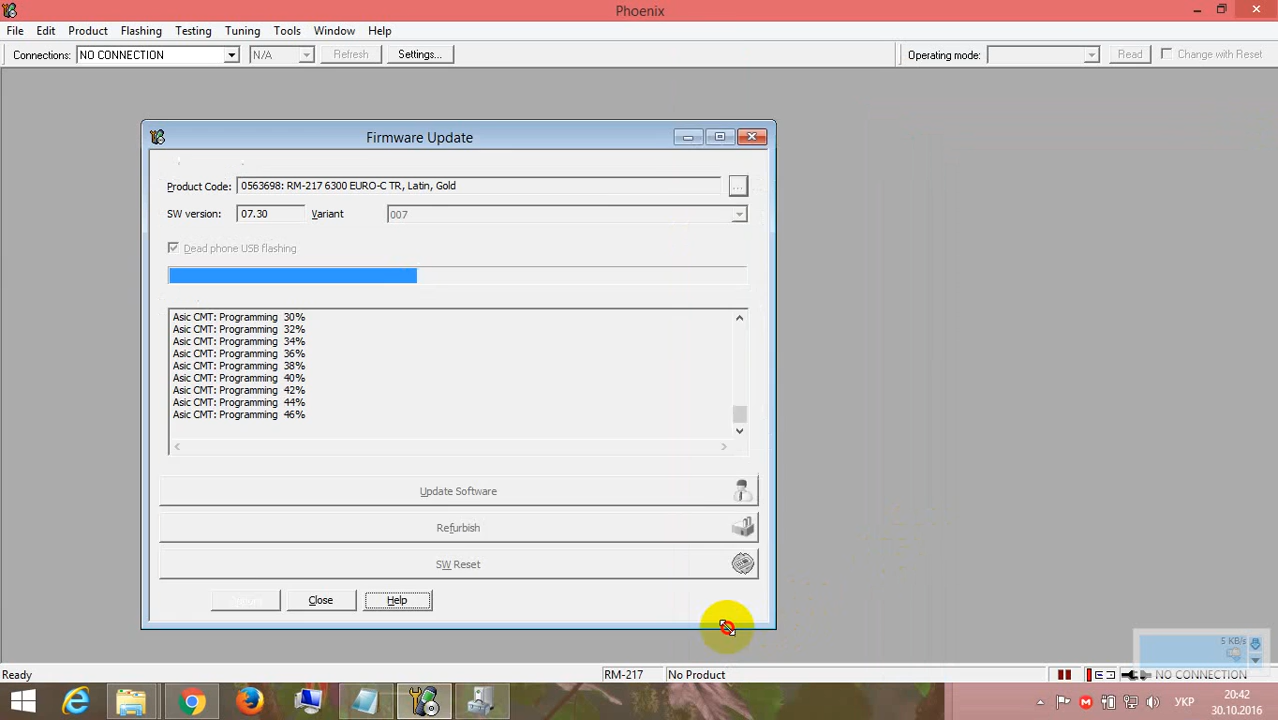 Phoenix
File Edit Product Flashing Testing Tuning Tools Window Help
Connections: NO CONNECTION N/A Refresh Settings... Operating mode: Read Change with Reset
Firmware Update
Product Code: 0563698: RM-217 6300 EURO-C TR, Latin, Gold ...
SW version: 07.30 Variant 007
Dead phone USB flashing
Asic CMT: Programming 30%
Asic CMT: Programming 32%
Asic CMT: Programming 34%
Asic CMT: Programming 36%
Asic CMT: Programming 38%
Asic CMT: Programming 40%
Asic CMT: Programming 42%
Asic CMT: Programming 44%
Asic CMT: Programming 46%
Update Software
Refurbish
SW Reset
Close Help
5 KB/s
Ready RM-217 No Product NO CONNECTION
УКР 20:42
30.10.2016